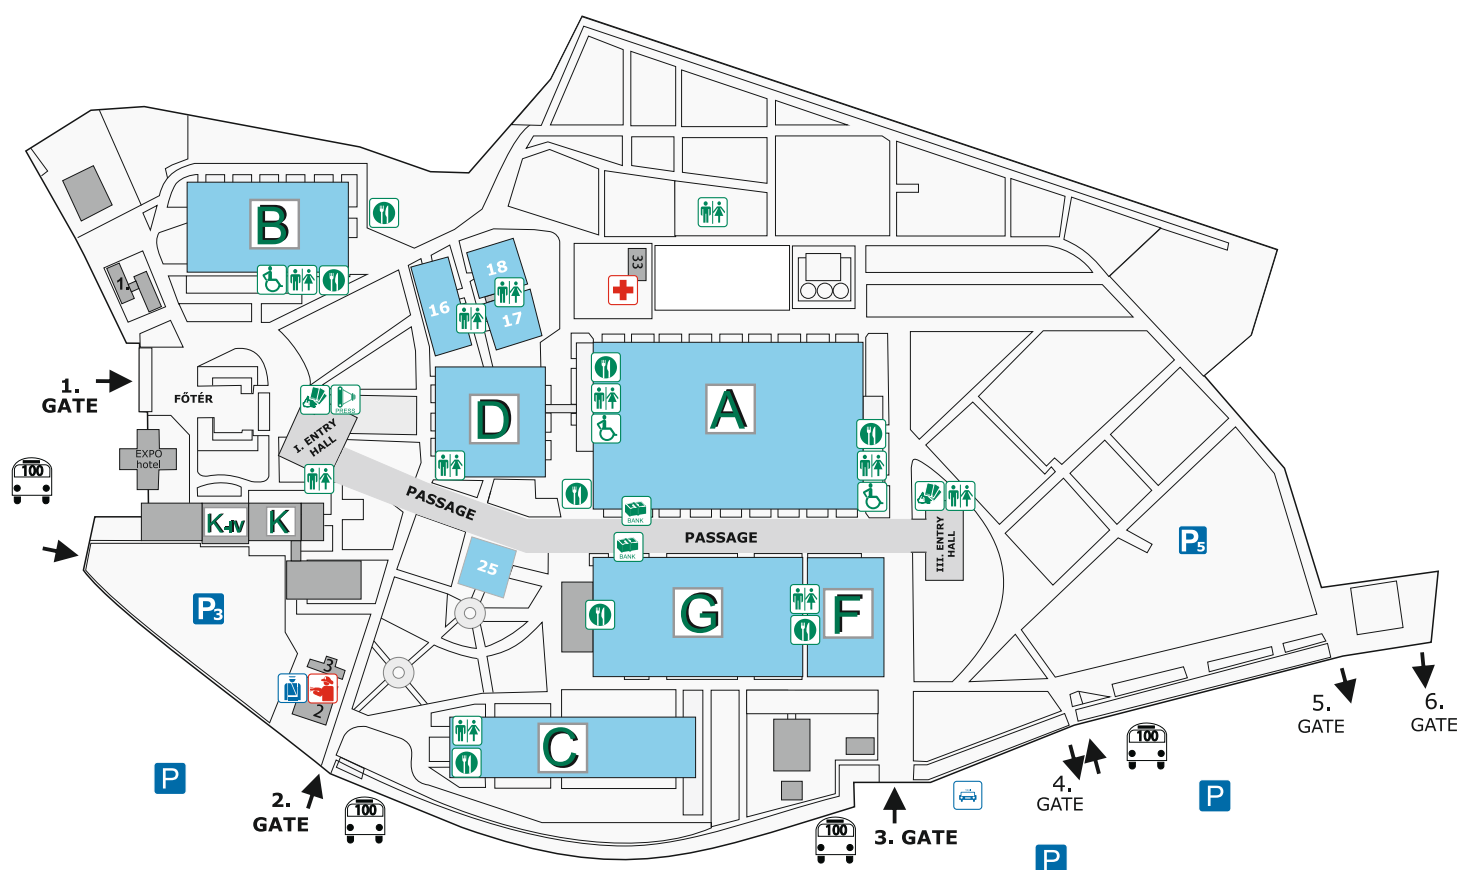 B
33
18
16
17
1.
1.
GATE
FŐTÉR
PRESS
I. ENTRY
HALL
D
A
EXPO
hotel
100
PASSAGE
BANK
K-IV
K
PASSAGE
BANK
III. ENTRY
HALL
P5
25
P3
G
F
3
2
C
5.
GATE
6.
GATE
100
P
2.
GATE
100
4.
GATE
P
100
3. GATE
P